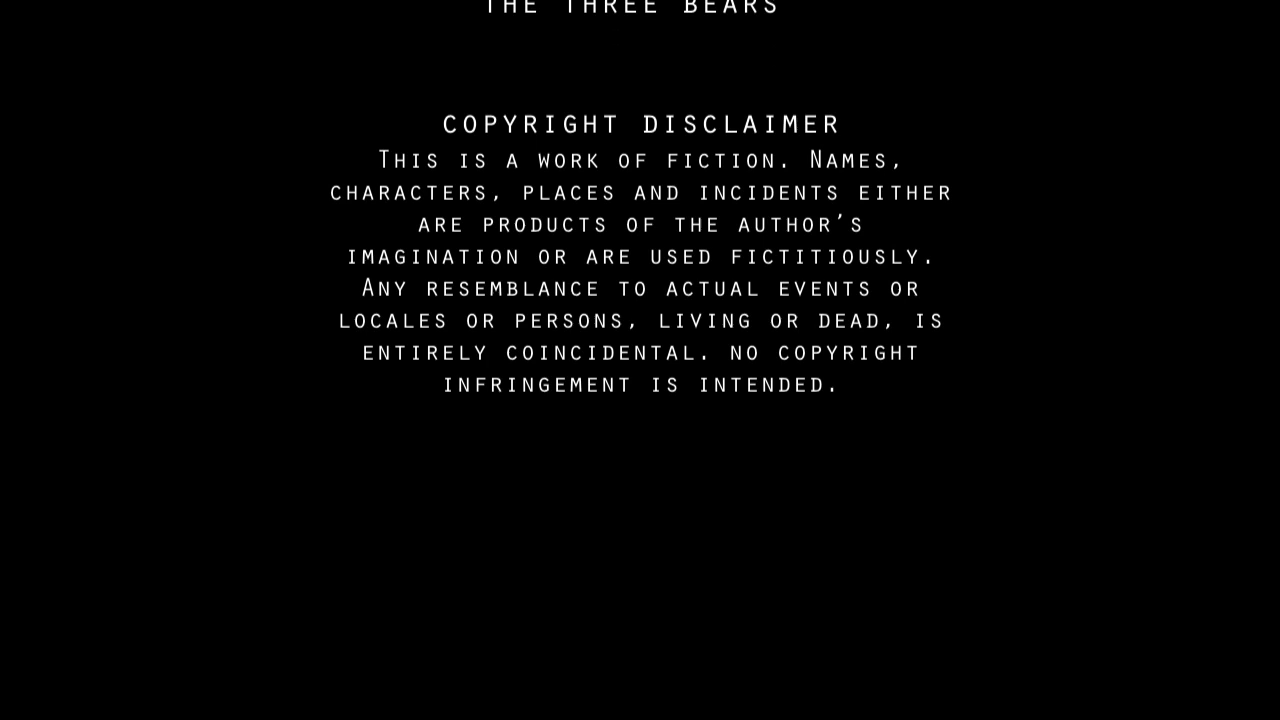 THE THREE BEARS
COPYRIGHT DISCLAIMER
THIS IS A WORK OF FICTION. NAMES,
CHARACTERS, PLACES AND INCIDENTS EITHER
ARE PRODUCTS OF THE AUTHOR'S
IMAGINATION OR ARE USED FICTITIOUSLY.
ANY RESEMBLANCE TO ACTUAL EVENTS OR
LOCALES OR PERSONS, LIVING OR DEAD, IS
ENTIRELY COINCIDENTAL. NO COPYRIGHT
INFRINGEMENT IS INTENDED.